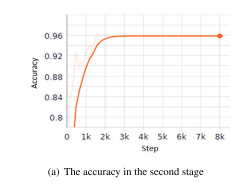 0.96
0.92
0.88
0.84
0.8
Accuracy
0 1k 2k 3k 4k 5k 6k 7k 8k
Step
(a) The accuracy in the second stage